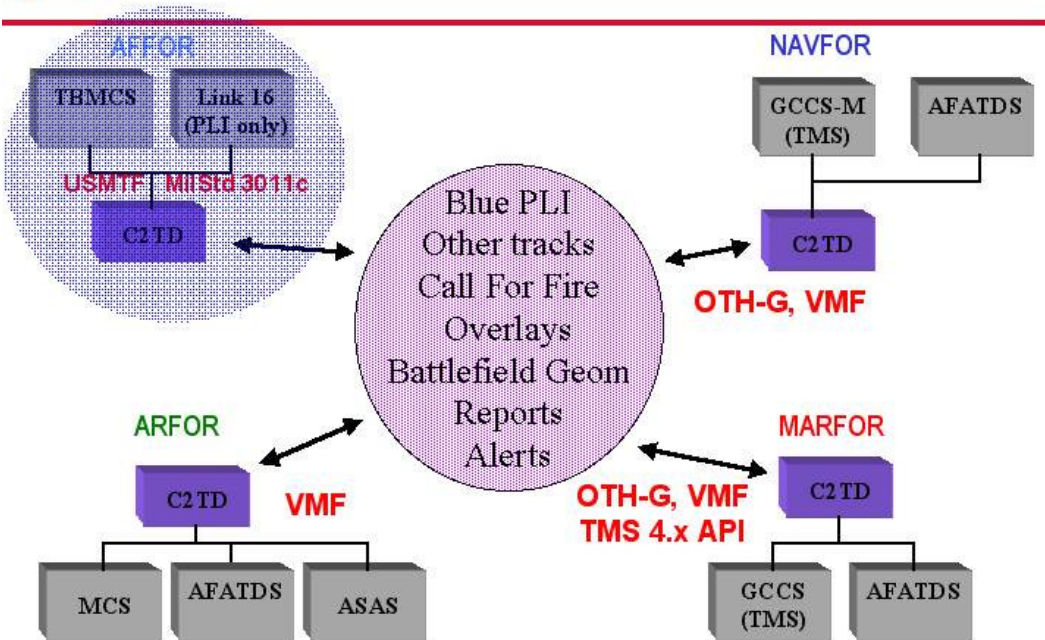 AFFOR
TBMCS
Link 16
(PLI only)
USMTF MilStd 3011c
C2TD
NAVFOR
GCCS-M
(TMS)
AFATDS
C2TD
OTH-G, VMF
Blue PLI
Other tracks
Call For Fire
Overlays
Battlefield Geom
Reports
Alerts
ARFOR
C2TD
VMF
MCS
AFATDS
ASAS
MARFOR
C2TD
OTH-G, VMF
TMS 4.x API
GCCS
(TMS)
AFATDS